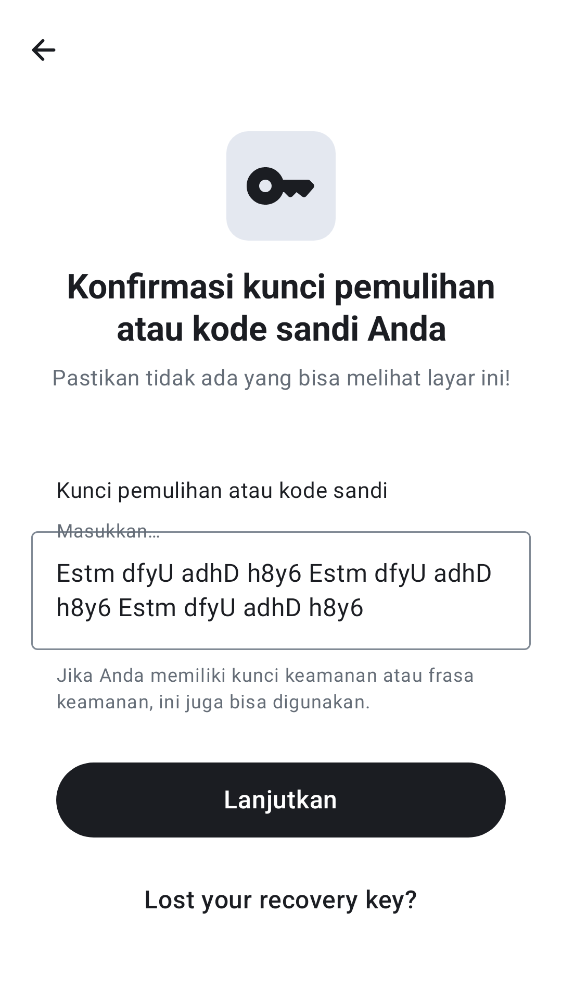 Konfirmasi kunci pemulihan
atau kode sandi Anda
Pastikan tidak ada yang bisa melihat layar ini!
Kunci pemulihan atau kode sandi
Masukkan…
Estm dfyU adhD h8y6 Estm dfyU adhD
h8y6 Estm dfyU adhD h8y6
Jika Anda memiliki kunci keamanan atau frasa
keamanan, ini juga bisa digunakan.
Lanjutkan
Lost your recovery key?